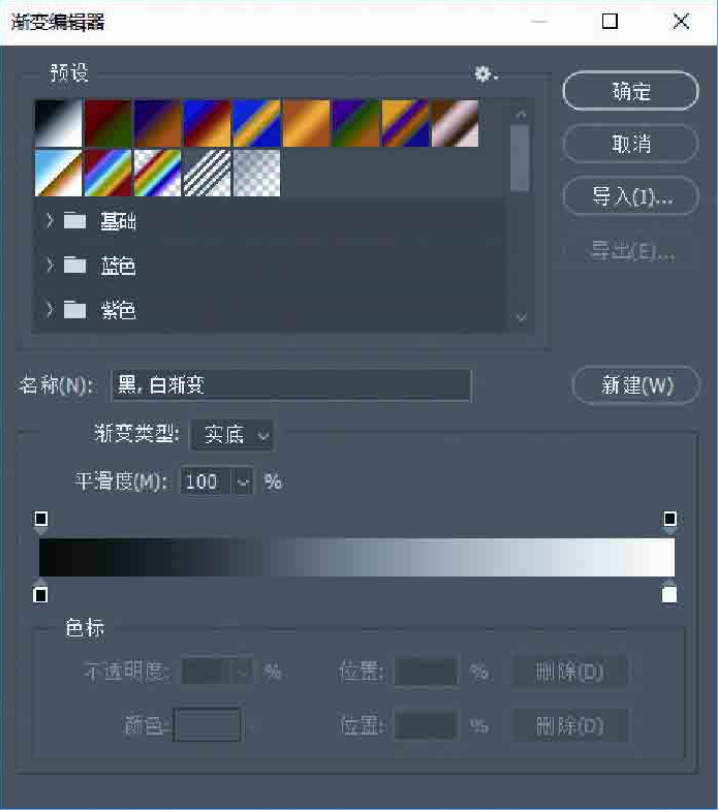 渐变编辑器
预设
确定
取消
导入(I)...
导出(E)...
基础
蓝色
紫色
名称(N): 黑, 白渐变
新建(W)
渐变类型: 实底
平滑度(M): 100 %
色标
不透明度: % 位置: % 删除(D)
颜色: 位置: % 删除(D)